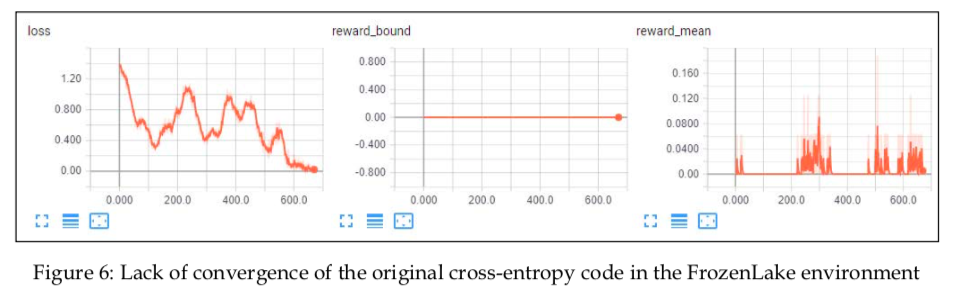 loss reward_bound reward_mean
1.20 0.800 0.400 0.00
0.000 200.0 400.0 600.0
0.800 0.400 0.00 -0.400 -0.800
0.000 200.0 400.0 600.0
0.160 0.120 0.0800 0.0400 0.00
0.000 200.0 400.0 600.0
Figure 6: Lack of convergence of the original cross-entropy code in the FrozenLake environment